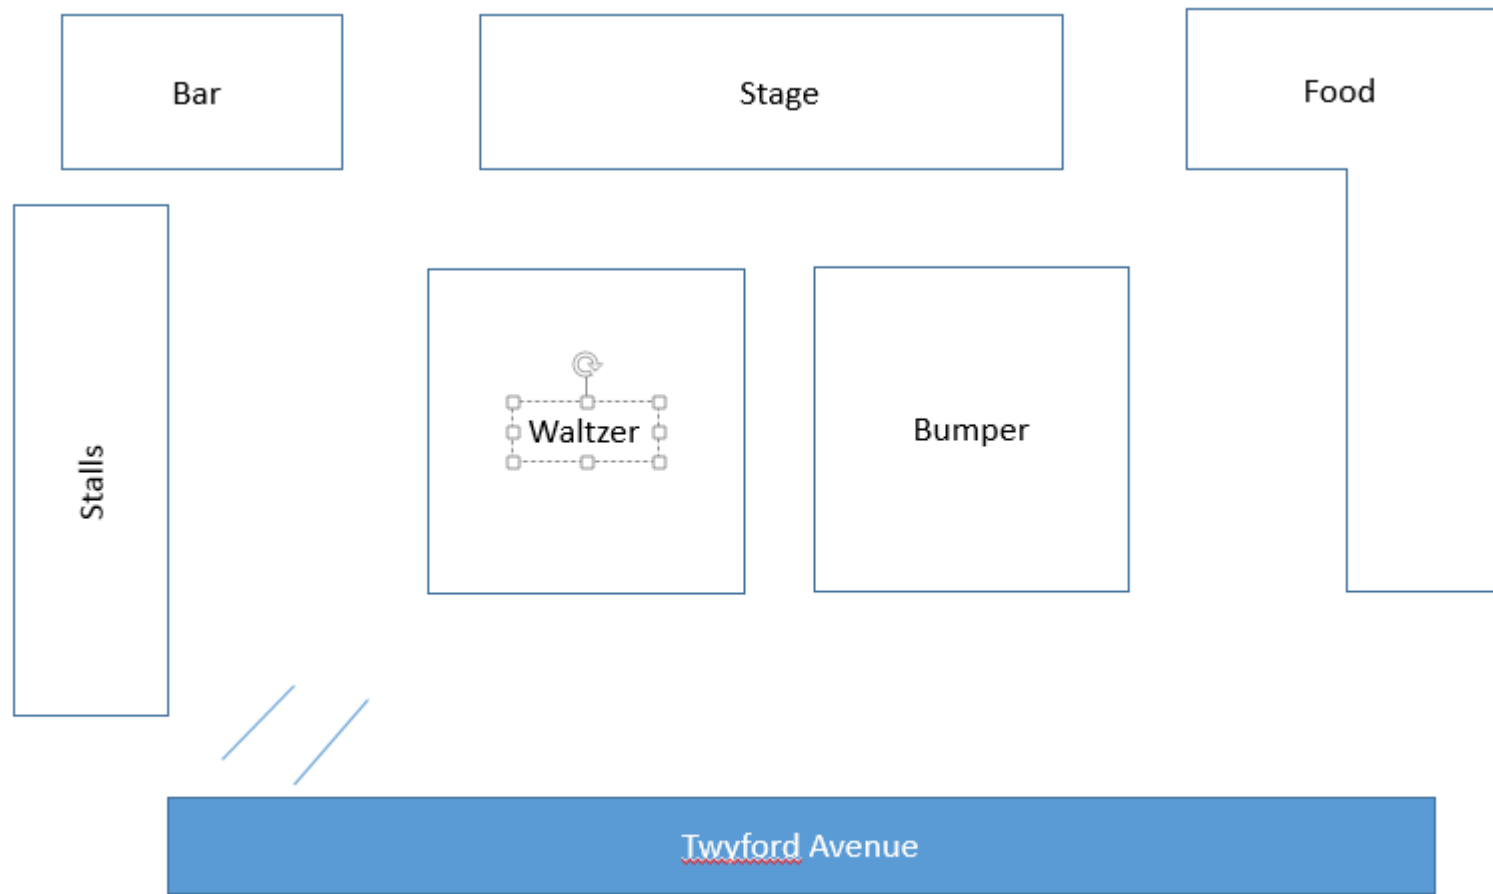 Bar
Stage
Food
Stalls
Waltzer
Bumper
Twyford Avenue